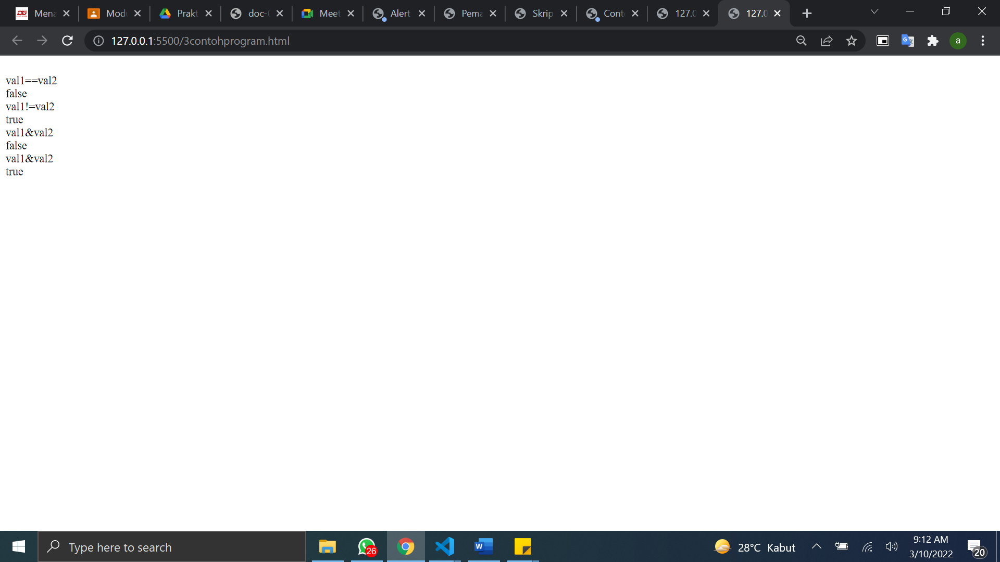 Mena
Modu
Prakt
doc-
Meet
Alert
Pema
Skrip
Cont
127.0
127.0
127.0.0.1:5500/3contohprogram.html
a
val1==val2
false
val1!=val2
true
val1&val2
false
val1&val2
true
Type here to search
26
28°C Kabut
9:12 AM
3/10/2022
20